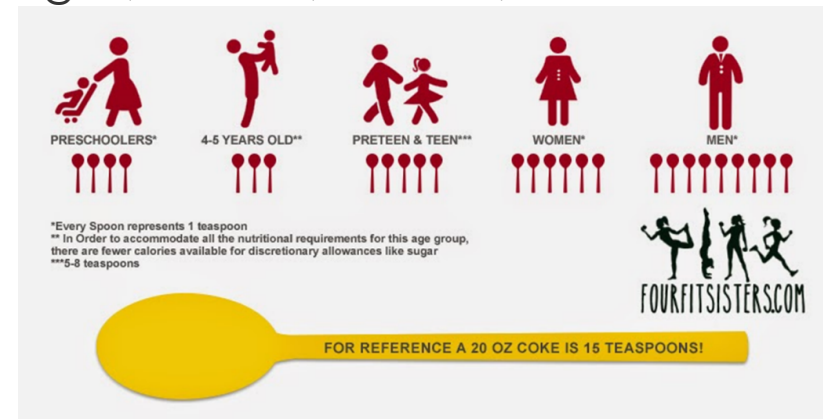 PRESCHOOLERS*
4-5 YEARS OLD**
PRETEEN & TEEN***
WOMEN*
MEN*
*Every Spoon represents 1 teaspoon
** In Order to accommodate all the nutritional requirements for this age group,
there are fewer calories available for discretionary allowances like sugar
***5-8 teaspoons
FOURFITSISTERS.COM
FOR REFERENCE A 20 OZ COKE IS 15 TEASPOONS!